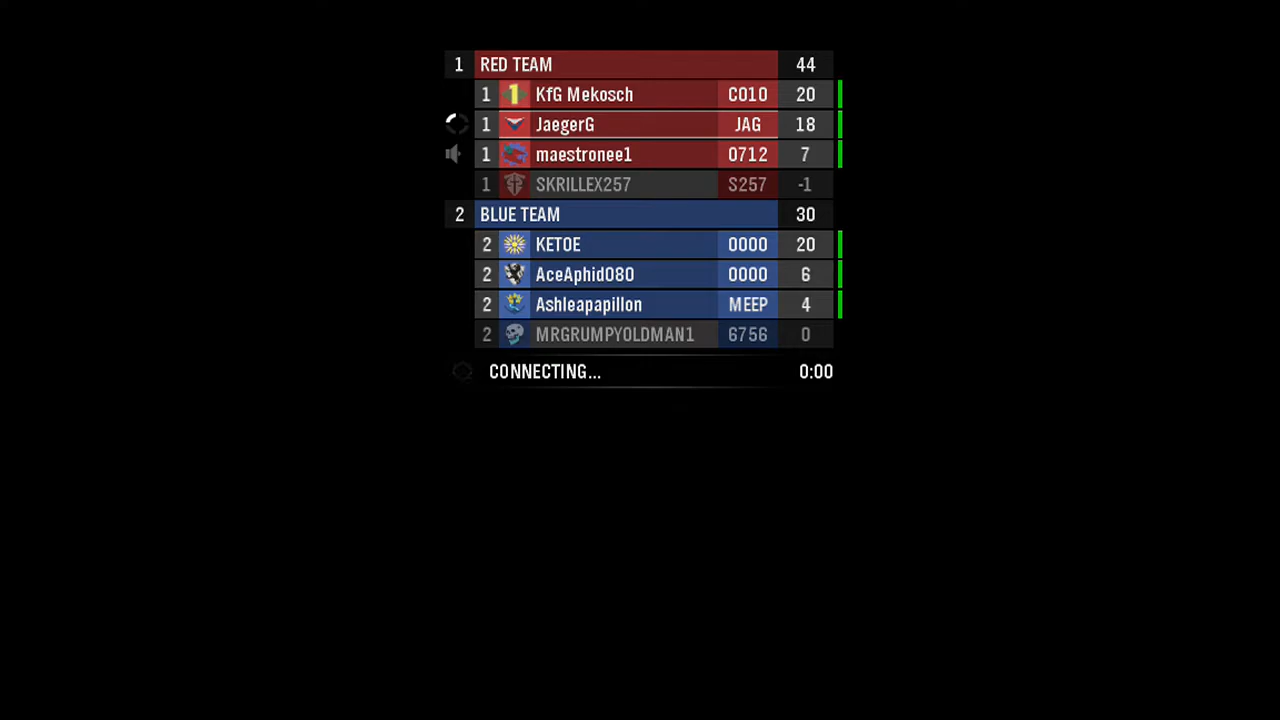 1 RED TEAM 44
1 1 KfG Mekosch CO10 20
1 JaegerG JAG 18
1 maestronee1 0712 7
1 SKRILLEX257 S257 -1
2 BLUE TEAM 30
2 KETOE 0000 20
2 AceAphid080 0000 6
2 Ashleapapillon MEEP 4
2 MRGRUMPYOLDMAN1 6756 0
CONNECTING... 0:00